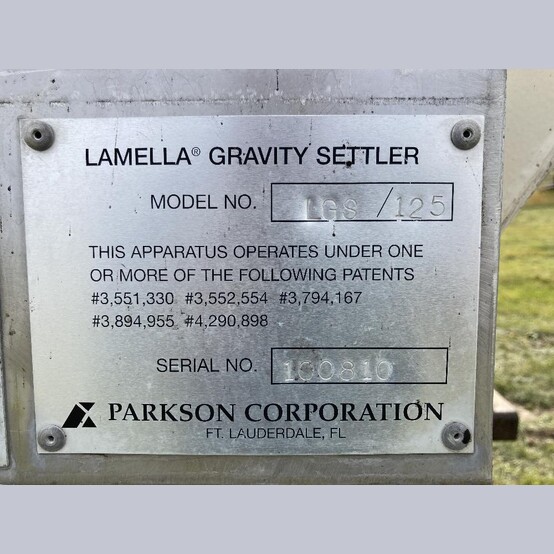 LAMELLA® GRAVITY SETTLER
MODEL NO. LGS /125
THIS APPARATUS OPERATES UNDER ONE
OR MORE OF THE FOLLOWING PATENTS
#3,551,330 #3,552,554 #3,794,167
#3,894,955 #4,290,898
SERIAL NO. 100810
PARKSON CORPORATION
FT. LAUDERDALE, FL